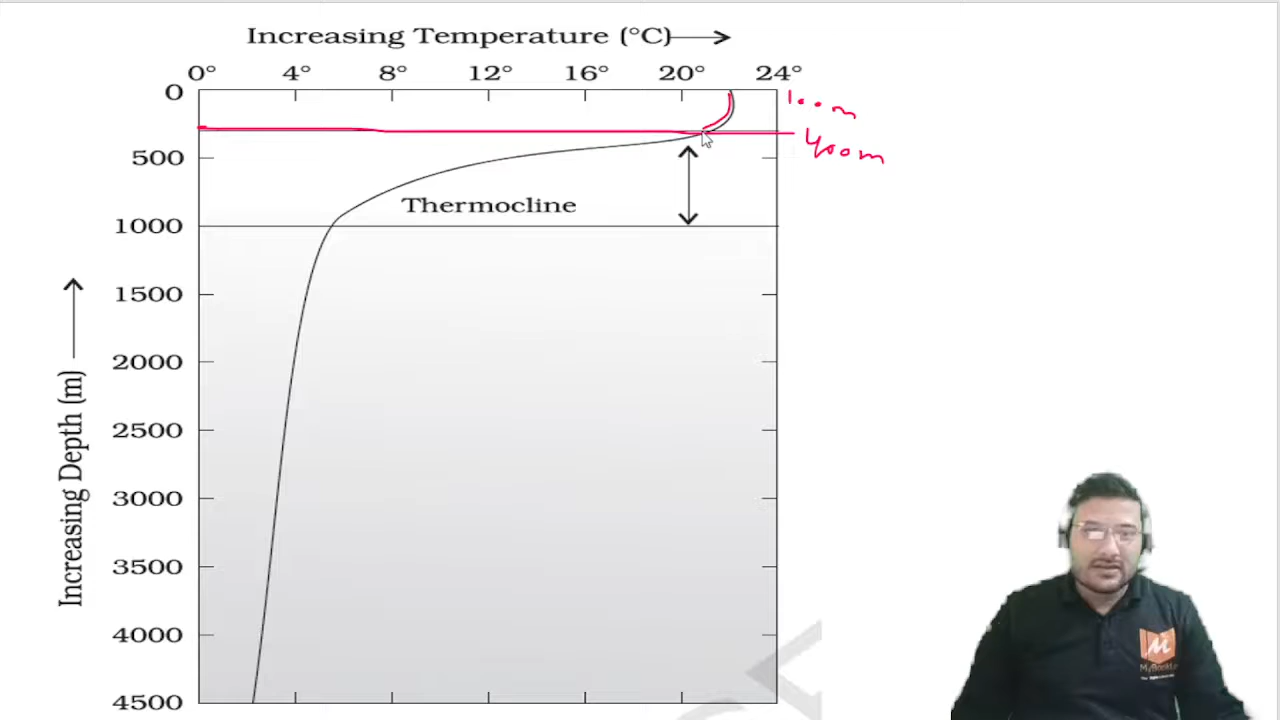 Increasing Temperature (°C)
0° 4° 8° 12° 16° 20° 24°
0
100m
400m
500
Thermocline
1000
1500
2000
2500
3000
3500
4000
4500
Increasing Depth (m)